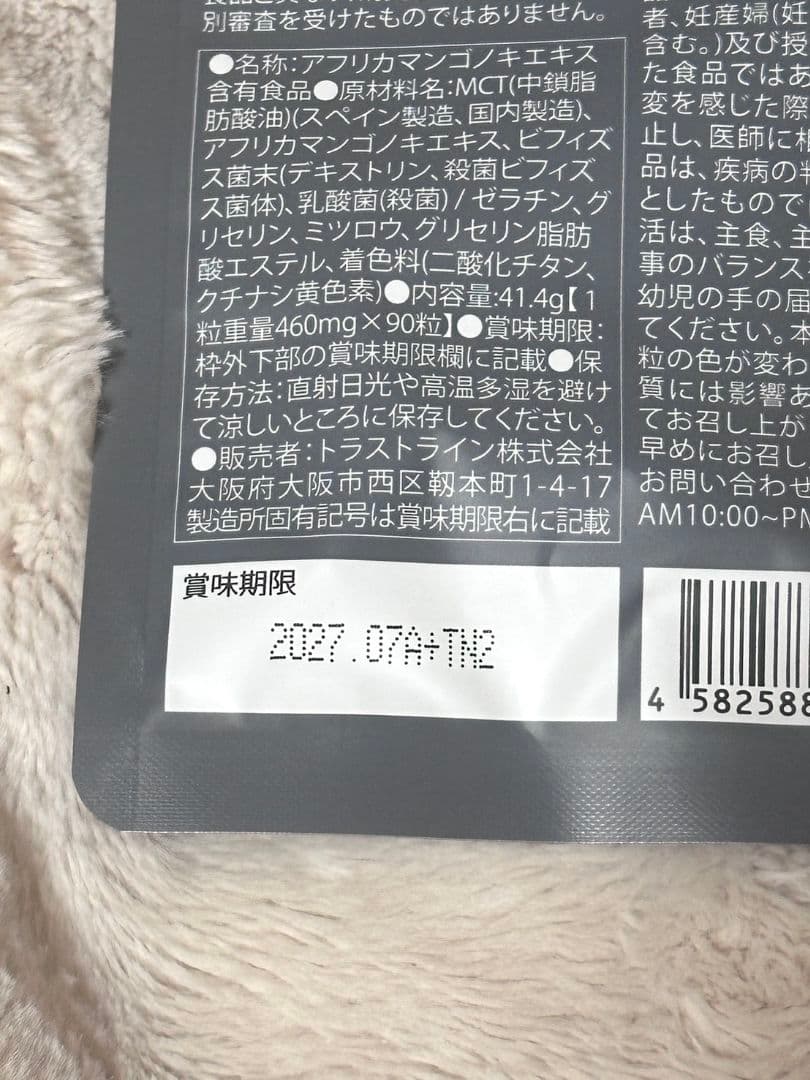 別審査を受けたものではありません。
●名称：アフリカマンゴノキエキス
含有食品●原材料名：MCT(中鎖脂
肪酸油)(スペイン製造、国内製造)、
アフリカマンゴノキエキス、ビフィズ
ス菌末(デキストリン、殺菌ビフィズ
ス菌体)、乳酸菌(殺菌) / ゼラチン、グ
リセリン、ミツロウ、グリセリン脂肪
酸エステル、着色料(二酸化チタン、
クチナシ黄色素)●内容量:41.4g【1
粒重量460mg×90粒】●賞味期限：
枠外下部の賞味期限欄に記載●保
存方法：直射日光や高温多湿を避け
て涼しいところに保存してください。
●販売者：トラストライン株式会社
大阪府大阪市西区靱本町1-4-17
製造所固有記号は賞味期限右に記載
賞味期限
2027.07A+TN2
者、妊産婦(妊
含む。)及び授
た食品ではあ
変を感じた際
止し、医師に相
品は、疾病の
としたもので
活は、主食、主
事のバランス
幼児の手の届
てください。本
粒の色が変わ
質には影響あ
てお召し上が
早めにお召し
お問い合わせ
AM10:00~PM
4 582588